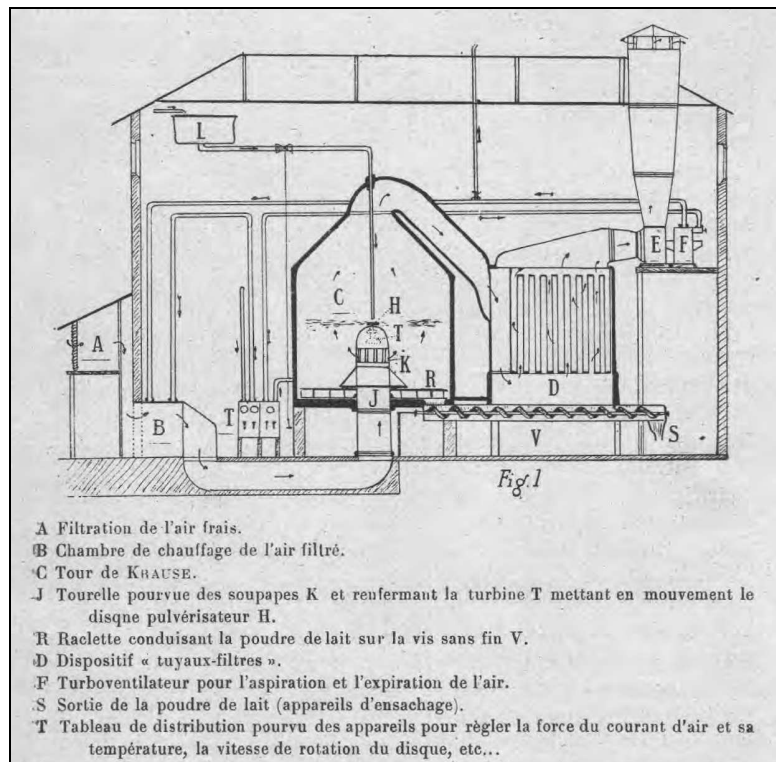 L
C
H
T
K
R
J
A
B
T
E
F
D
V
S
Fig.1
A Filtration de l'air frais.
B Chambre de chauffage de l'air filtré.
C Tour de KRAUSE.
J Tourelle pourvue des soupapes K et renfermant la turbine T mettant en mouvement le
disqne pulvérisateur H.
R Raclette conduisant la poudre de lait sur la vis sans fin V.
D Dispositif « tuyaux-filtres ».
F Turboventilateur pour l'aspiration et l'expiration de l'air.
S Sortie de la poudre de lait (appareils d'ensachage).
T Tableau de distribution pourvu des appareils pour règler la force du courant d'air et sa
température, la vitesse de rotation du disque, etc...